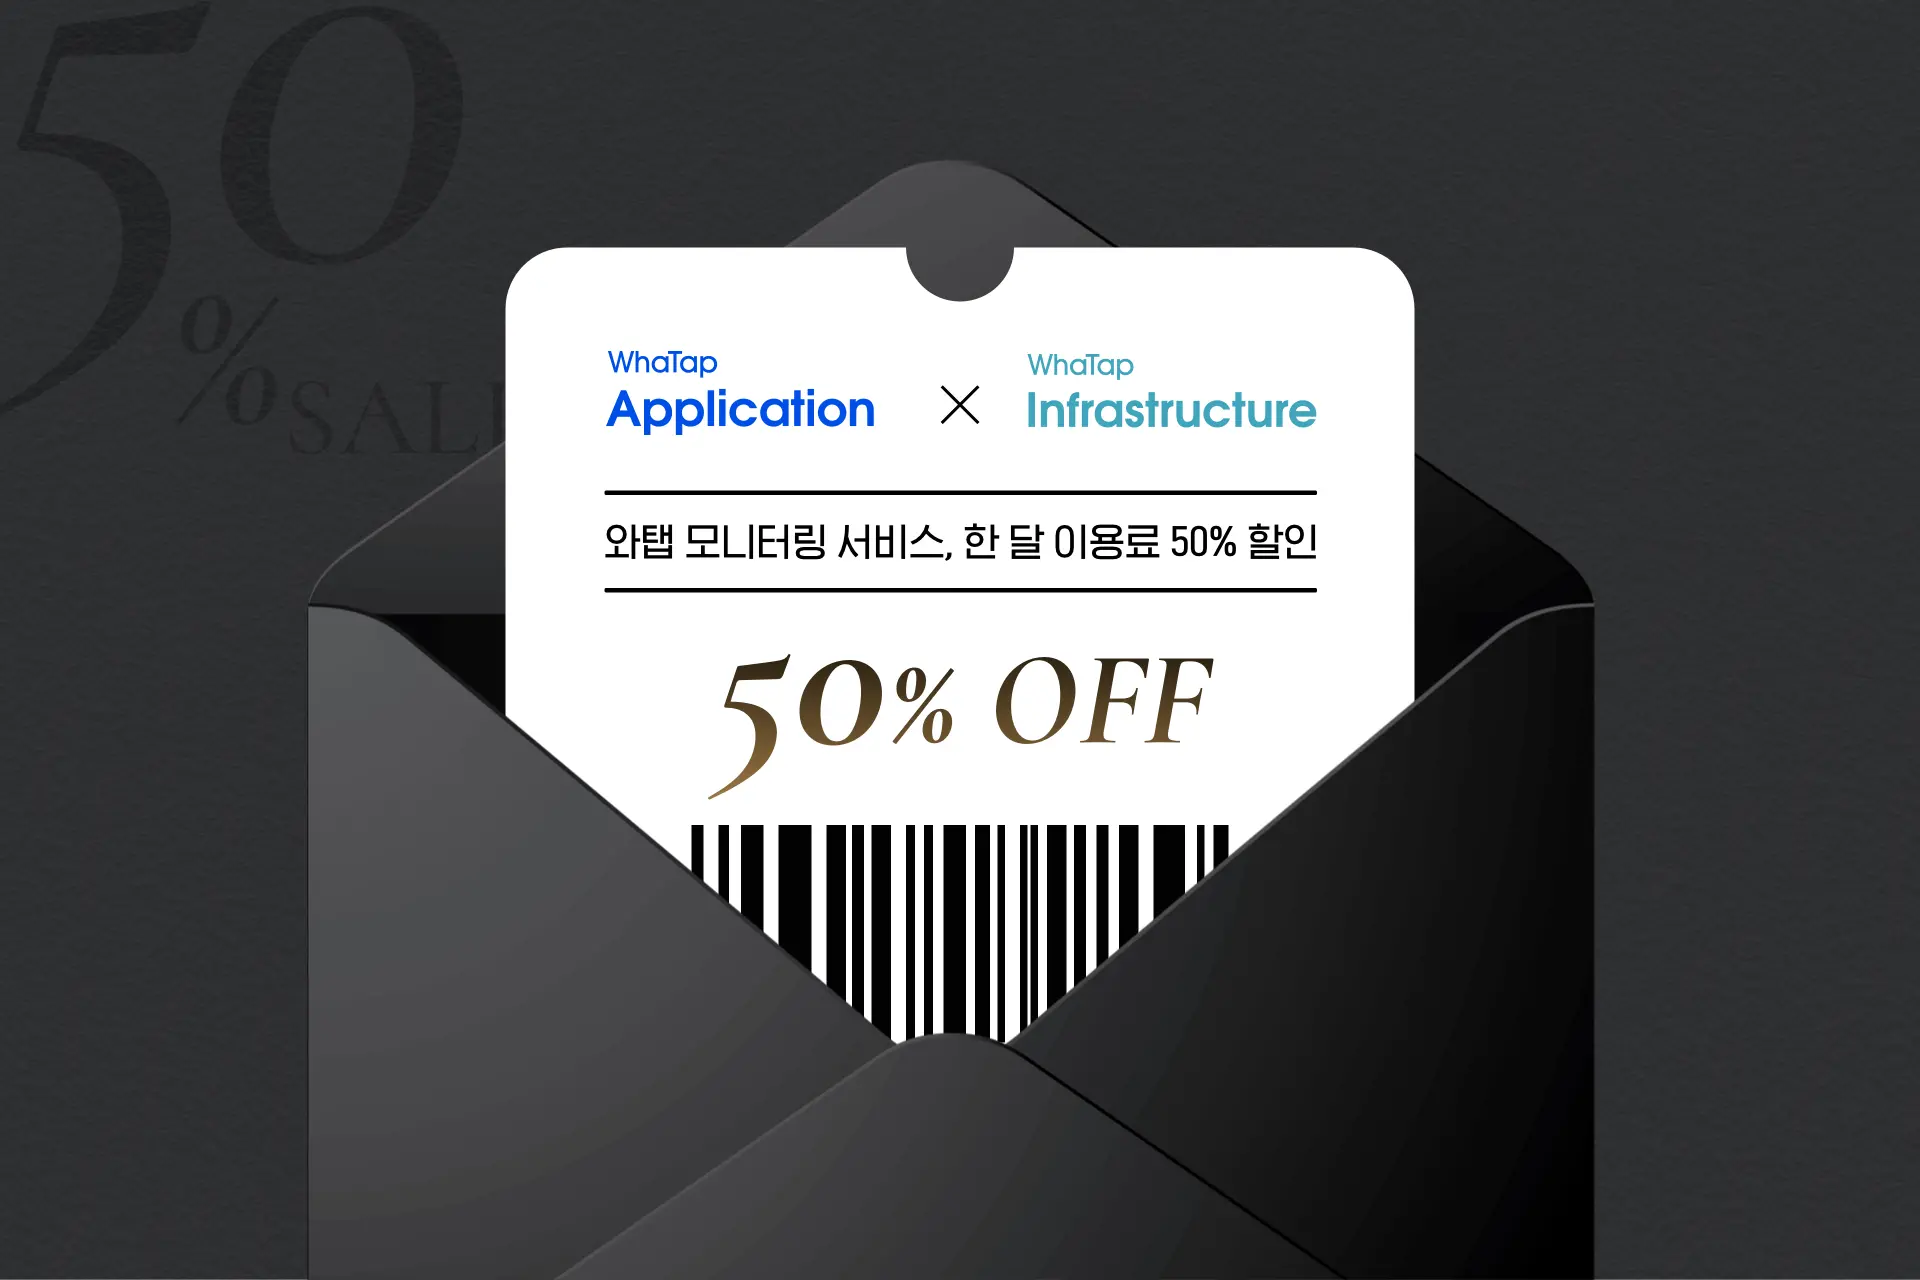 50
% SALE
WhaTap
Application
×
WhaTap
Infrastructure
와탭 모니터링 서비스, 한 달 이용료 50% 할인
50% OFF